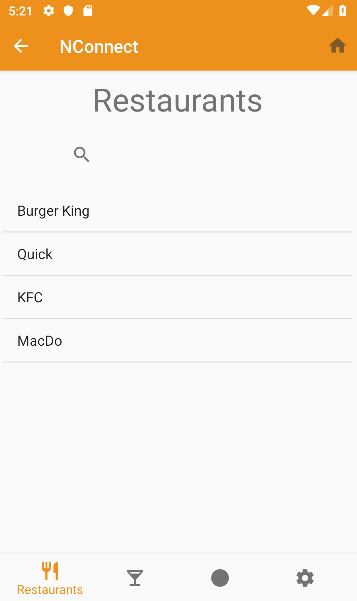 5:21
NConnect
Restaurants
Burger King
Quick
KFC
MacDo
Restaurants